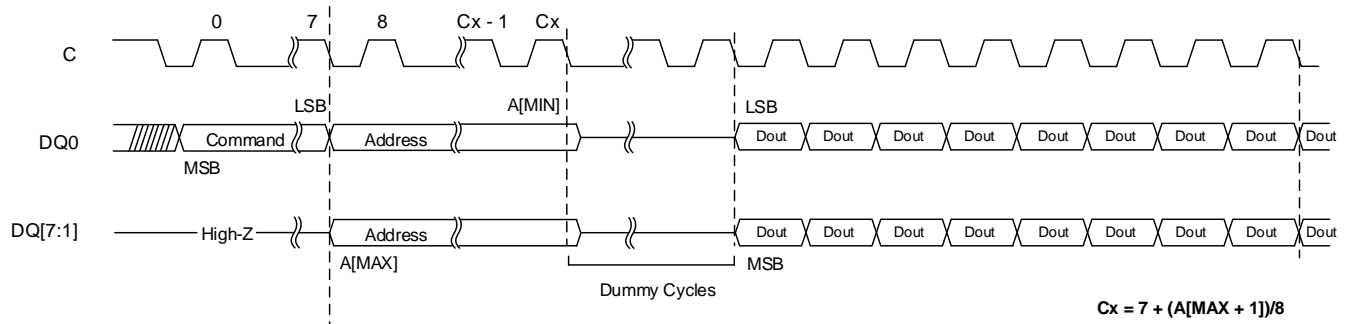 0 7 8 Cx - 1 Cx
C
LSB A[MIN] LSB
DQ0 Command Address Dout Dout Dout Dout Dout Dout Dout Dout Dout
MSB
DQ[7:1] High-Z Address Dout Dout Dout Dout Dout Dout Dout Dout Dout
A[MAX] MSB
Dummy Cycles
Cx = 7 + (A[MAX + 1])/8